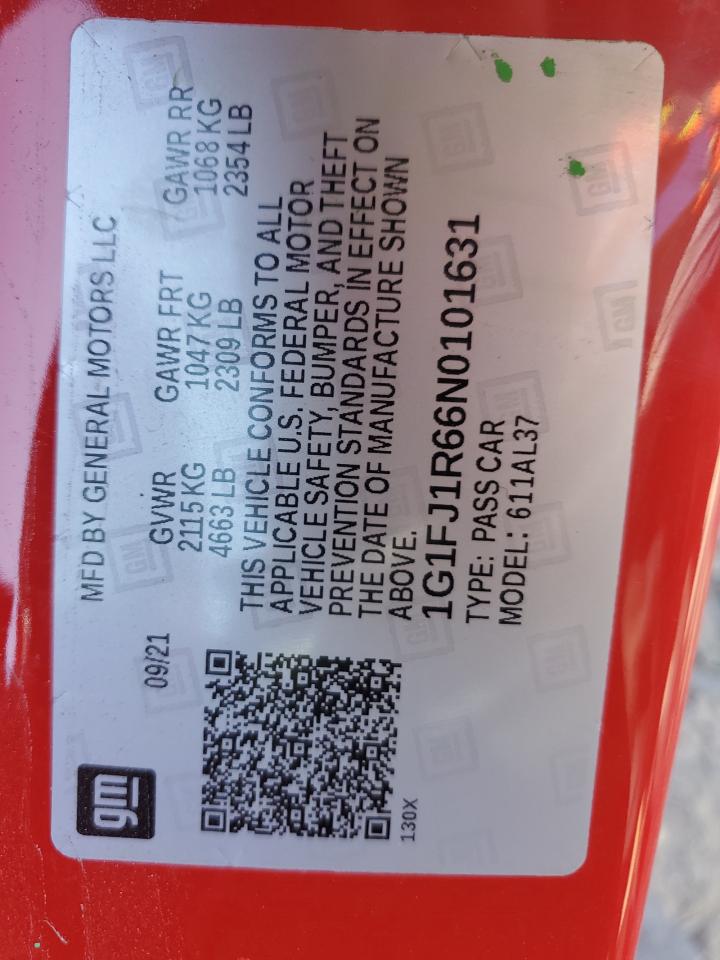 gm
MFD BY GENERAL MOTORS LLC
09/21
GVWR GAWR FRT GAWR RR
2115 KG 1047 KG 1068 KG
4663 LB 2309 LB 2354 LB
THIS VEHICLE CONFORMS TO ALL
APPLICABLE U.S. FEDERAL MOTOR
VEHICLE SAFETY, BUMPER, AND THEFT
PREVENTION STANDARDS IN EFFECT ON
THE DATE OF MANUFACTURE SHOWN
ABOVE.
1G1FJ1R66N0101631
TYPE: PASS CAR
MODEL: 611AL37
130X